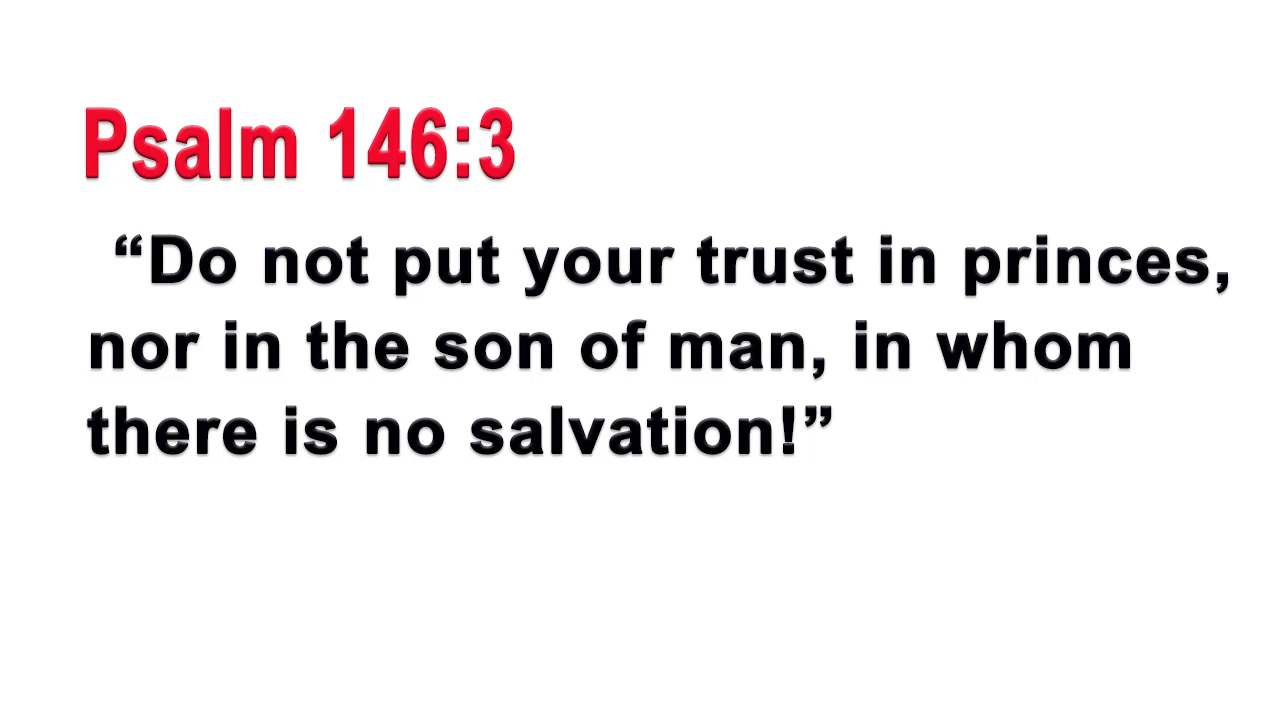 Psalm 146:3
“Do not put your trust in princes,
nor in the son of man, in whom
there is no salvation!”